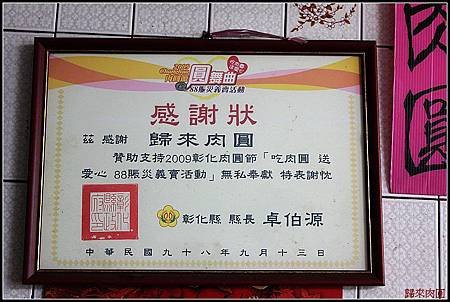 2009
圓舞曲
88賑災義賣活動
感謝狀
茲 感謝 歸來肉圓
贊助支持2009彰化肉圓節「吃肉圓 送
愛心 88賑災義賣活動」無私奉獻 特表謝忱
彰化縣 縣長 卓伯源
中華民國九十八年九月十三日
肉圓
歸來肉圓